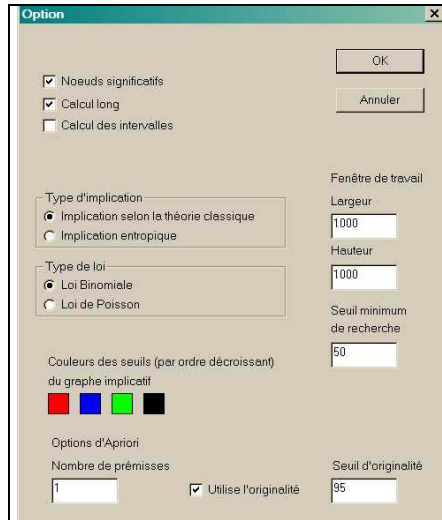 Option
OK
Noeuds significatifs
Calcul long
Annuler
Calcul des intervalles
Fenêtre de travail
Type d'implication
Largeur
Implication selon la théorie classique
1000
Implication entropique
Hauteur
Type de loi
1000
Loi Binomiale
Loi de Poisson
Seuil minimum
de recherche
50
Couleurs des seuils (par ordre décroissant)
du graphe implicatif
Options d'Apriori
Nombre de prémisses
Seuil d'originalité
1
Utilise l'originalité
95